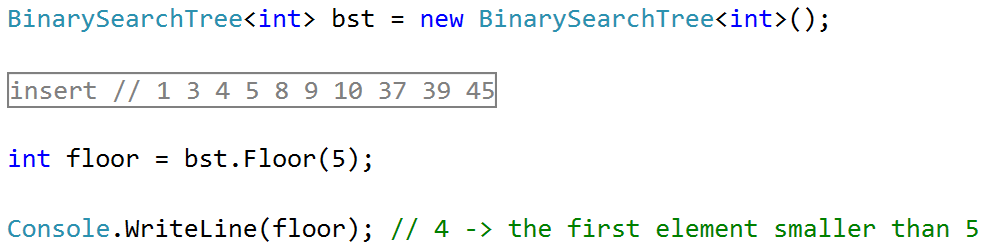 BinarySearchTree<int> bst = new BinarySearchTree<int>();
insert // 1 3 4 5 8 9 10 37 39 45
int floor = bst.Floor(5);
Console.WriteLine(floor); // 4 -> the first element smaller than 5